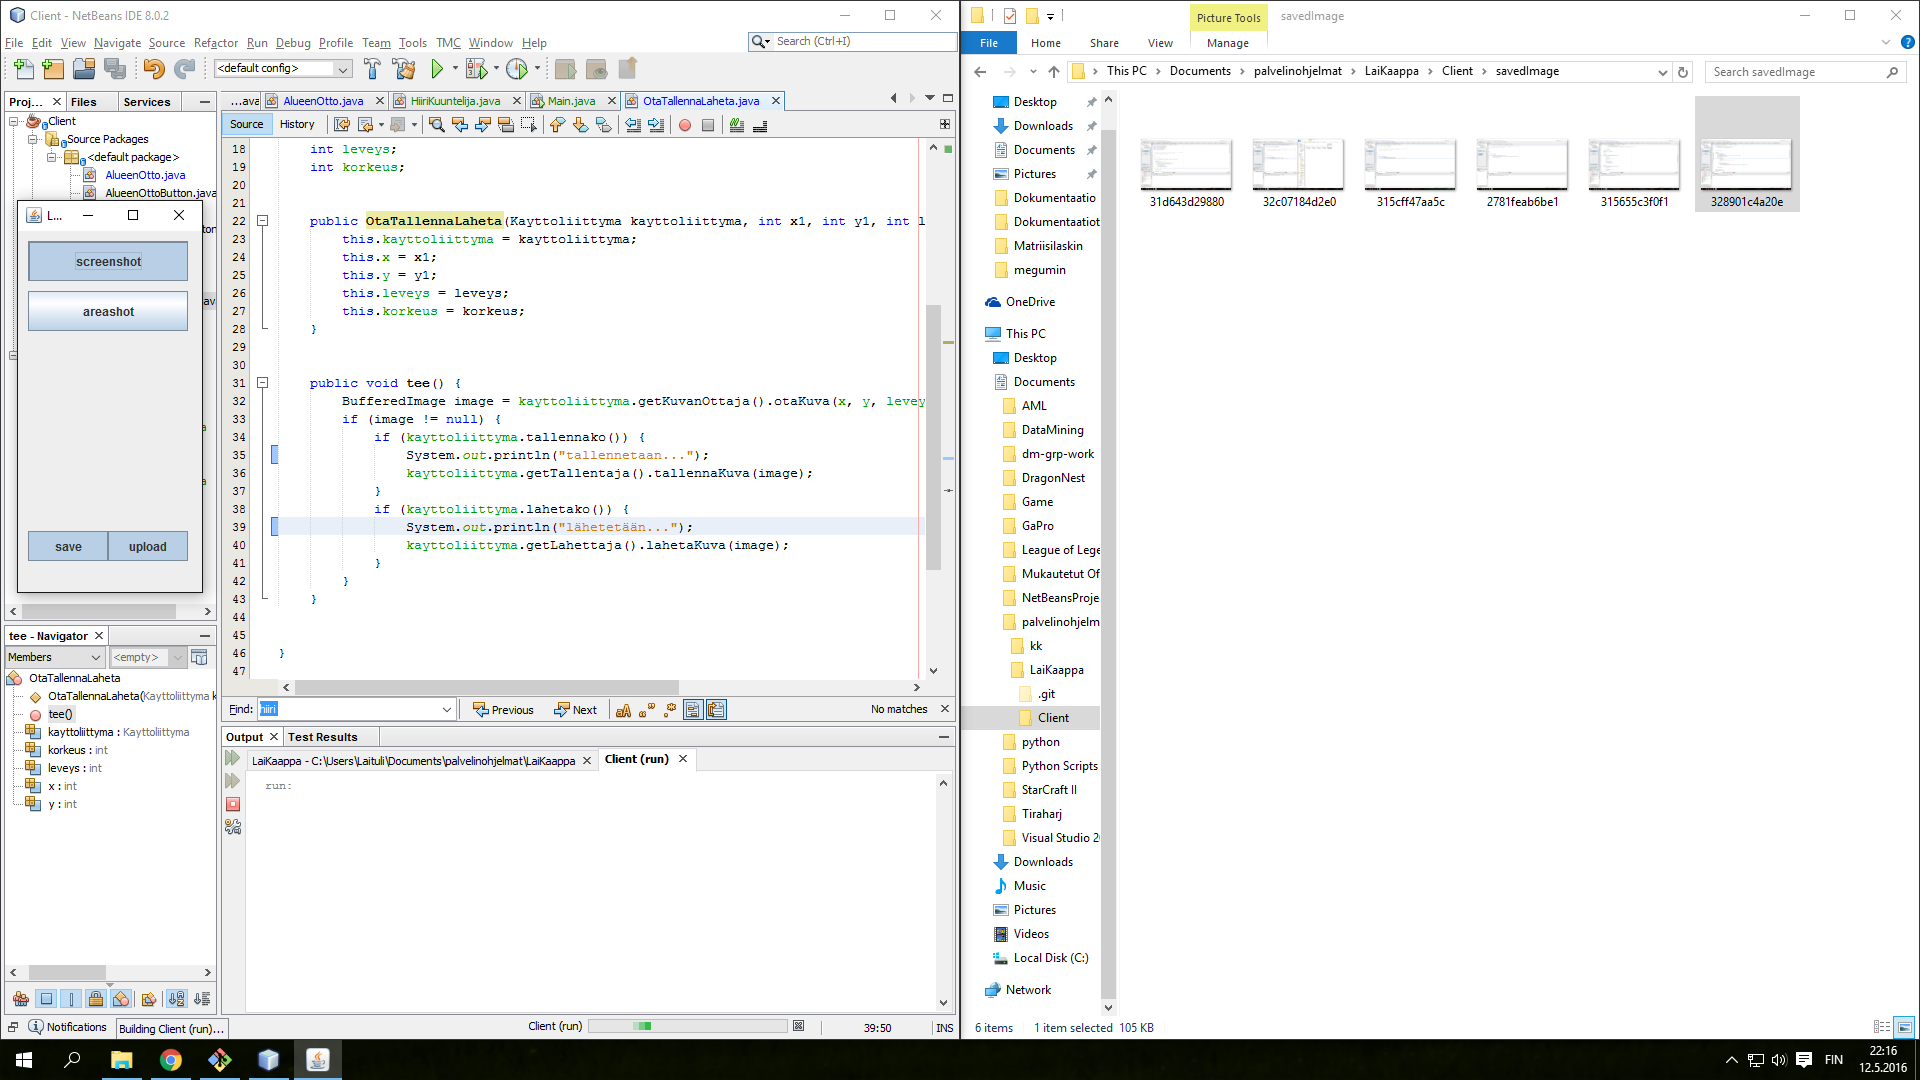 Client - NetBeans IDE 8.0.2
File Edit View Navigate Source Refactor Run Debug Profile Team Tools TMC Window Help
Search (Ctrl+I)
<default config>
Proj... Files Services
Client
Source Packages
<default package>
AlueenOtto.java
AlueenOttoButton.java
L...
screenshot
areashot
save upload
tee - Navigator
Members <empty>
OtaTallennaLaheta
OtaTallennaLaheta(Kayttoliittyma k
tee()
kayttoliittyma : Kayttoliittyma
korkeus : int
leveys : int
x : int
y : int
...ava AlueenOtto.java HiiriKuuntelija.java Main.java OtaTallennaLaheta.java
Source History
18 int leveys;
19 int korkeus;
20
21
22 public OtaTallennaLaheta(Kayttoliittyma kayttoliittyma, int x1, int y1, int l
23 this.kayttoliittyma = kayttoliittyma;
24 this.x = x1;
25 this.y = y1;
26 this.leveys = leveys;
27 this.korkeus = korkeus;
28 }
29
30
31 public void tee() {
32 BufferedImage image = kayttoliittyma.getKuvanOttaja().otaKuva(x, y, levey
33 if (image != null) {
34 if (kayttoliittyma.tallennako()) {
35 System.out.println("tallennetaan...");
36 kayttoliittyma.getTallentaja().tallennaKuva(image);
37 }
38 if (kayttoliittyma.lahetako()) {
39 System.out.println("lähetetään...");
40 kayttoliittyma.getLahettaja().lahetaKuva(image);
41 }
42 }
43 }
44
45
46 }
47
Find: hiiri Previous Next No matches
Output Test Results
LaiKaappa - C:\Users\Laituli\Documents\palvelinohjelmat\LaiKaappa Client (run)
run:
Notifications Building Client (run)... Client (run) 39:50 INS
Picture Tools savedImage
File Home Share View Manage
This PC Documents palvelinohjelmat LaiKaappa Client savedImage
Search savedImage
Desktop
Downloads
Documents
Pictures
Dokumentaatio
Dokumentaatiot
Matriisilaskin
megumin
OneDrive
This PC
Desktop
Documents
AML
DataMining
dm-grp-work
DragonNest
Game
GaPro
League of Lege
Mukautetut Of
NetBeansProje
palvelinohjelm
kk
LaiKaappa
.git
Client
python
Python Scripts
StarCraft II
Tiraharj
Visual Studio 2
Downloads
Music
Pictures
Videos
Local Disk (C:)
Network
31d643d29880 32c07184d2e0 315cff47aa5c 2781feab6be1 315655c3f0f1 328901c4a20e
6 items 1 item selected 105 KB
FIN
22:16
12.5.2016